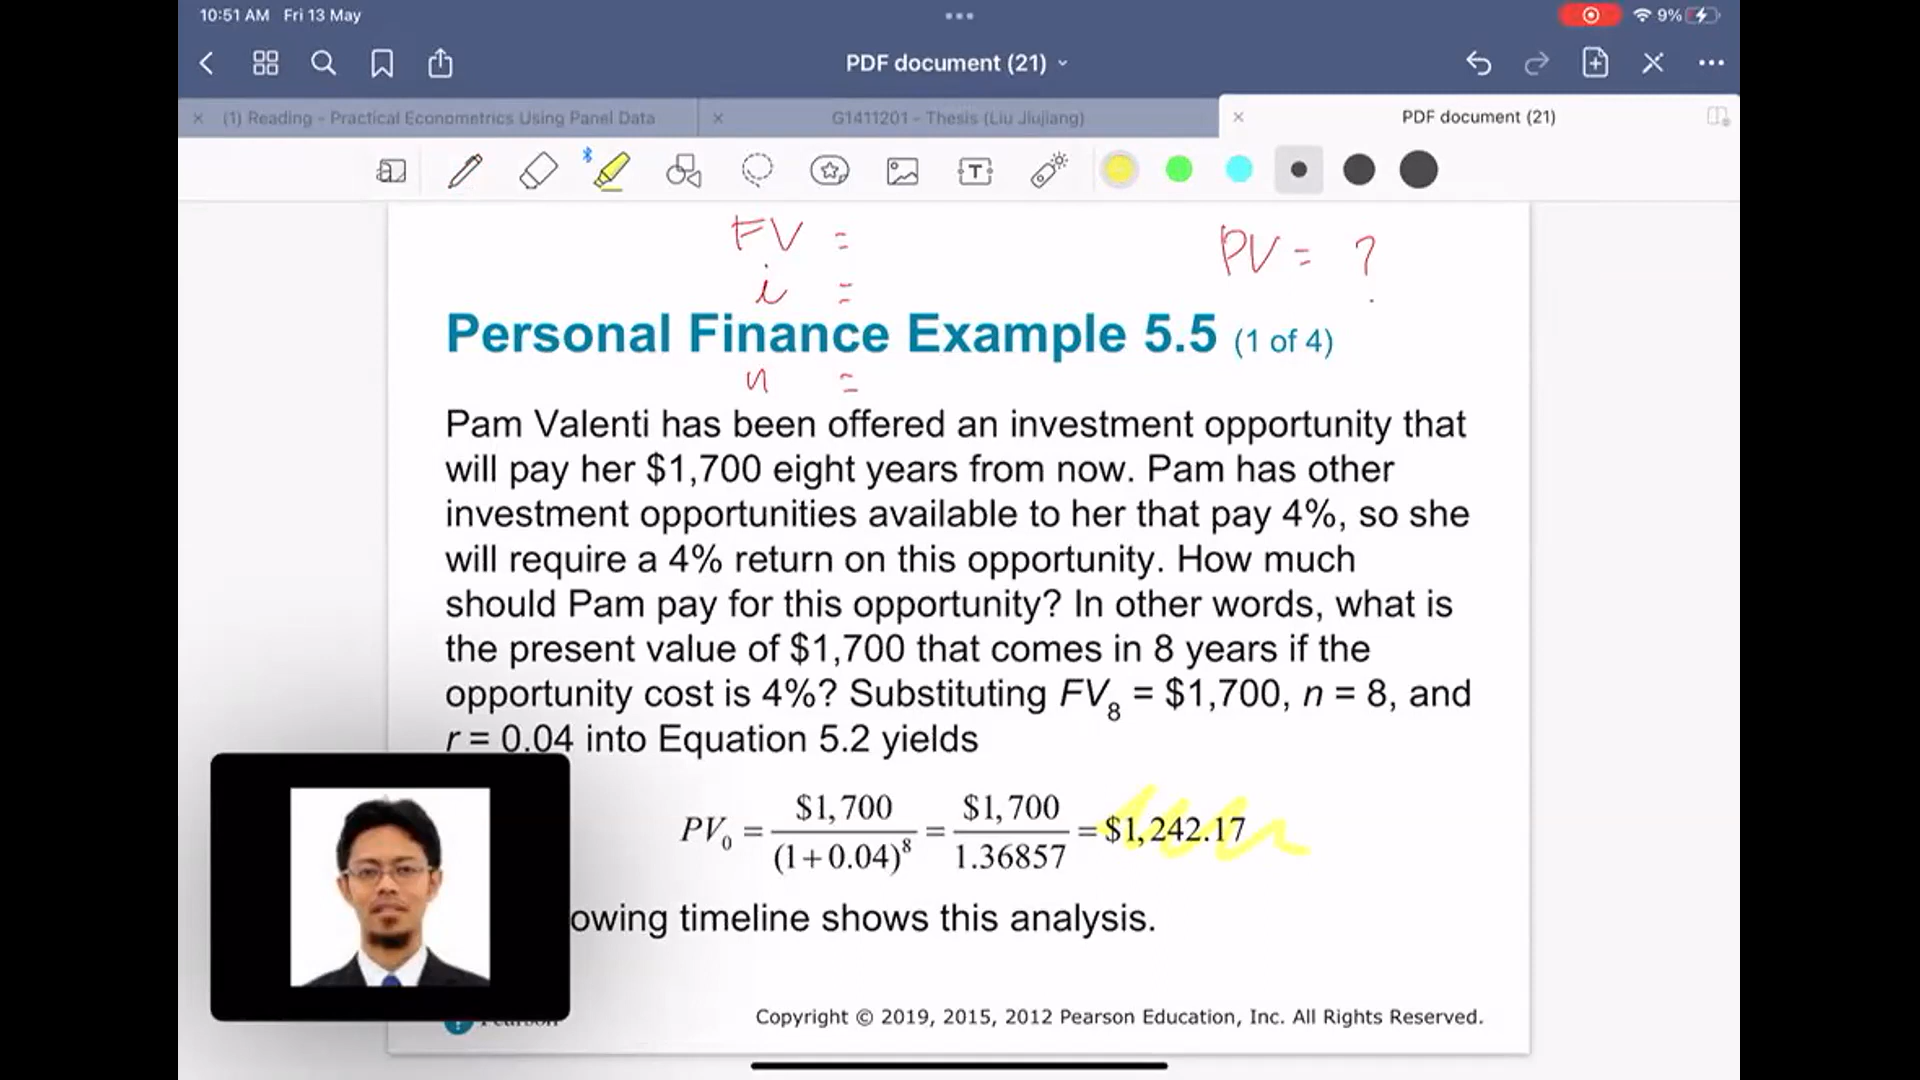 10:51 AM Fri 13 May
9%
PDF document (21)
(1) Reading - Practical Econometrics Using Panel Data
G1411201 - Thesis (Liu Jiujiang)
PDF document (21)
FV =
PV = ?
i =
Personal Finance Example 5.5 (1 of 4)
n =
Pam Valenti has been offered an investment opportunity that
will pay her $1,700 eight years from now. Pam has other
investment opportunities available to her that pay 4%, so she
will require a 4% return on this opportunity. How much
should Pam pay for this opportunity? In other words, what is
the present value of $1,700 that comes in 8 years if the
opportunity cost is 4%? Substituting FV₈ = $1,700, n = 8, and
r = 0.04 into Equation 5.2 yields
PV₀ = $1,700 / (1+0.04)⁸ = $1,700 / 1.36857 = $1,242.17
owing timeline shows this analysis.
Pearson
Copyright © 2019, 2015, 2012 Pearson Education, Inc. All Rights Reserved.